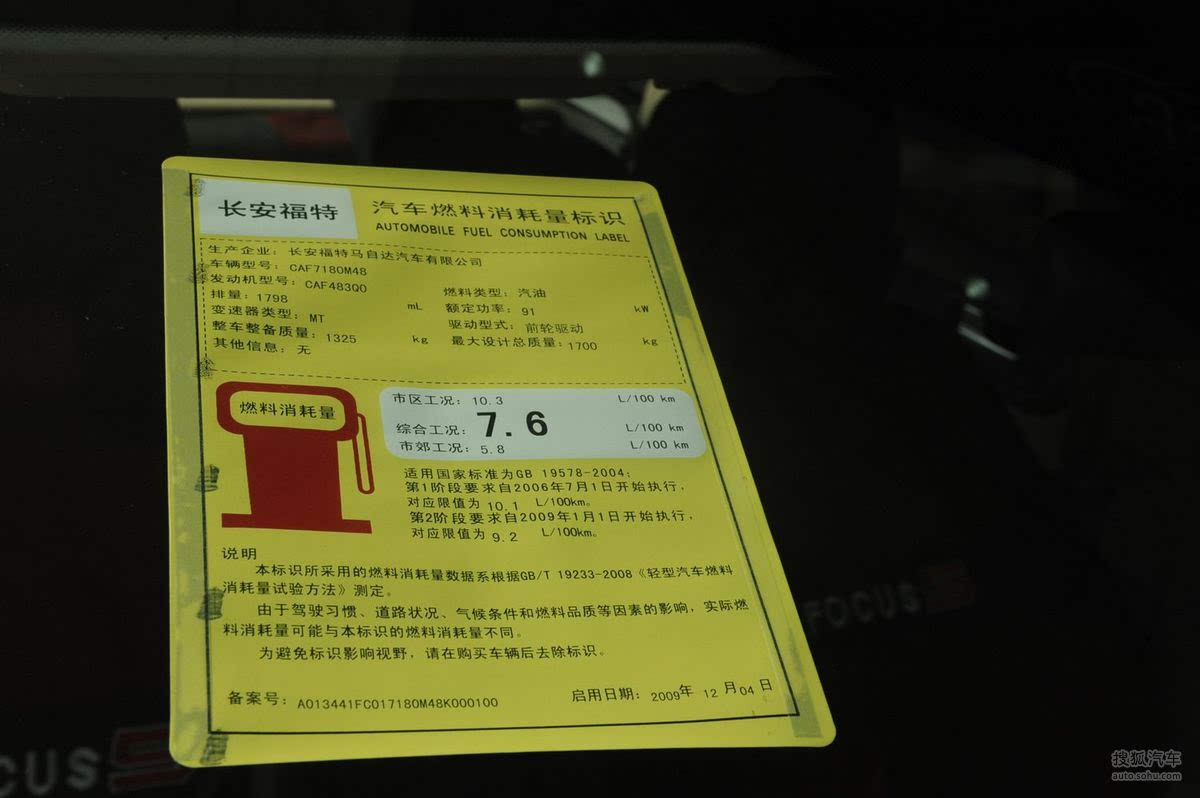 长安福特
汽车燃料消耗量标识
AUTOMOBILE FUEL CONSUMPTION LABEL
生产企业：长安福特马自达汽车有限公司
车辆型号：CAF7180M48
发动机型号：CAF483Q0
燃料类型：汽油
排量：1798 mL 额定功率：91 kW
变速器类型：MT 驱动型式：前轮驱动
整车整备质量：1325 kg 最大设计总质量：1700 kg
其他信息：无
燃料消耗量
市区工况：10.3 L/100 km
综合工况：7.6 L/100 km
市郊工况：5.8 L/100 km
适用国家标准为GB 19578-2004；
第1阶段要求自2006年7月1日开始执行，
对应限值为 10.1 L/100km。
第2阶段要求自2009年1月1日开始执行，
对应限值为 9.2 L/100km。
说明
本标识所采用的燃料消耗量数据系根据GB/T 19233-2008《轻型汽车燃料
消耗量试验方法》测定。
由于驾驶习惯、道路状况、气候条件和燃料品质等因素的影响，实际燃
料消耗量可能与本标识的燃料消耗量不同。
为避免标识影响视野，请在购买车辆后去除标识。
备案号：A013441FC017180M48K000100 启用日期：2009年 12 月04 日
FOCUS
CUS
搜狐汽车
auto.sohu.com